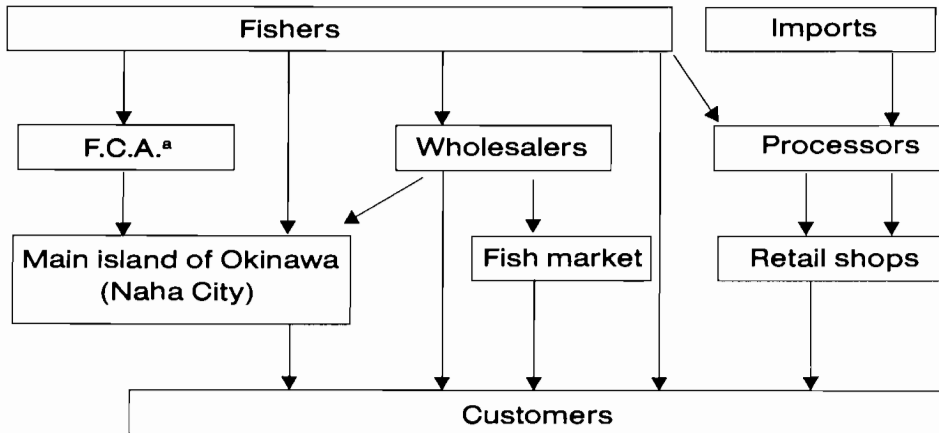 Fishers
Imports
F.C.A.ᵃ
Wholesalers
Processors
Main island of Okinawa
(Naha City)
Fish market
Retail shops
Customers